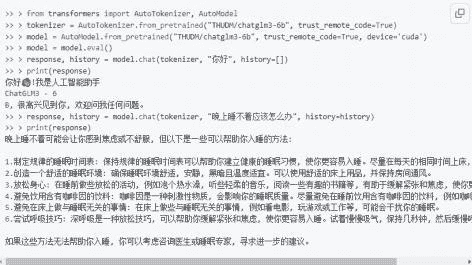 >> > from transformers import AutoTokenizer, AutoModel
>> > tokenizer = AutoTokenizer.from_pretrained("THUDM/chatglm3-6b", trust_remote_code=True)
>> > model = AutoModel.from_pretrained("THUDM/chatglm3-6b", trust_remote_code=True, device='cuda')
>> > model = model.eval()
>> > response, history = model.chat(tokenizer, "你好", history=[])
>> > print(response)
你好👋!我是人工智能助手
ChatGLM3 - 6
B, 很高兴见到你, 欢迎问我任何问题。
>> > response, history = model.chat(tokenizer, "晚上睡不着应该怎么办", history=history)
>> > print(response)
晚上睡不着可能会让你感到焦虑或不舒服, 但以下是一些可以帮助你入睡的方法:
1.制定规律的睡眠时间表: 保持规律的睡眠时间表可以帮助你建立健康的睡眠习惯, 使你更容易入睡。尽量在每天的相同时间上床,
2.创造一个舒适的睡眠环境: 确保睡眠环境舒适, 安静, 黑暗且温度适宜。可以使用舒适的床上用品, 并保持房间通风。
3.放松身心: 在睡前做些放松的活动, 例如泡个热水澡, 听些轻柔的音乐, 阅读一些有趣的书籍等, 有助于缓解紧张和焦虑, 使你更
4.避免饮用含有咖啡因的饮料: 咖啡因是一种刺激性物质, 会影响你的睡眠质量。尽量避免在睡前饮用含有咖啡因的饮料, 例如咖
5.避免在床上做与睡眠无关的事情: 在床上做些与睡眠无关的事情, 例如看电影, 玩游戏或工作等, 可能会干扰你的睡眠。
6.尝试呼吸技巧: 深呼吸是一种放松技巧, 可以帮助你缓解紧张和焦虑, 使你更容易入睡。试着慢慢吸气, 保持几秒钟, 然后缓慢呼
如果这些方法无法帮助你入睡, 你可以考虑咨询医生或睡眠专家, 寻求进一步的建议。